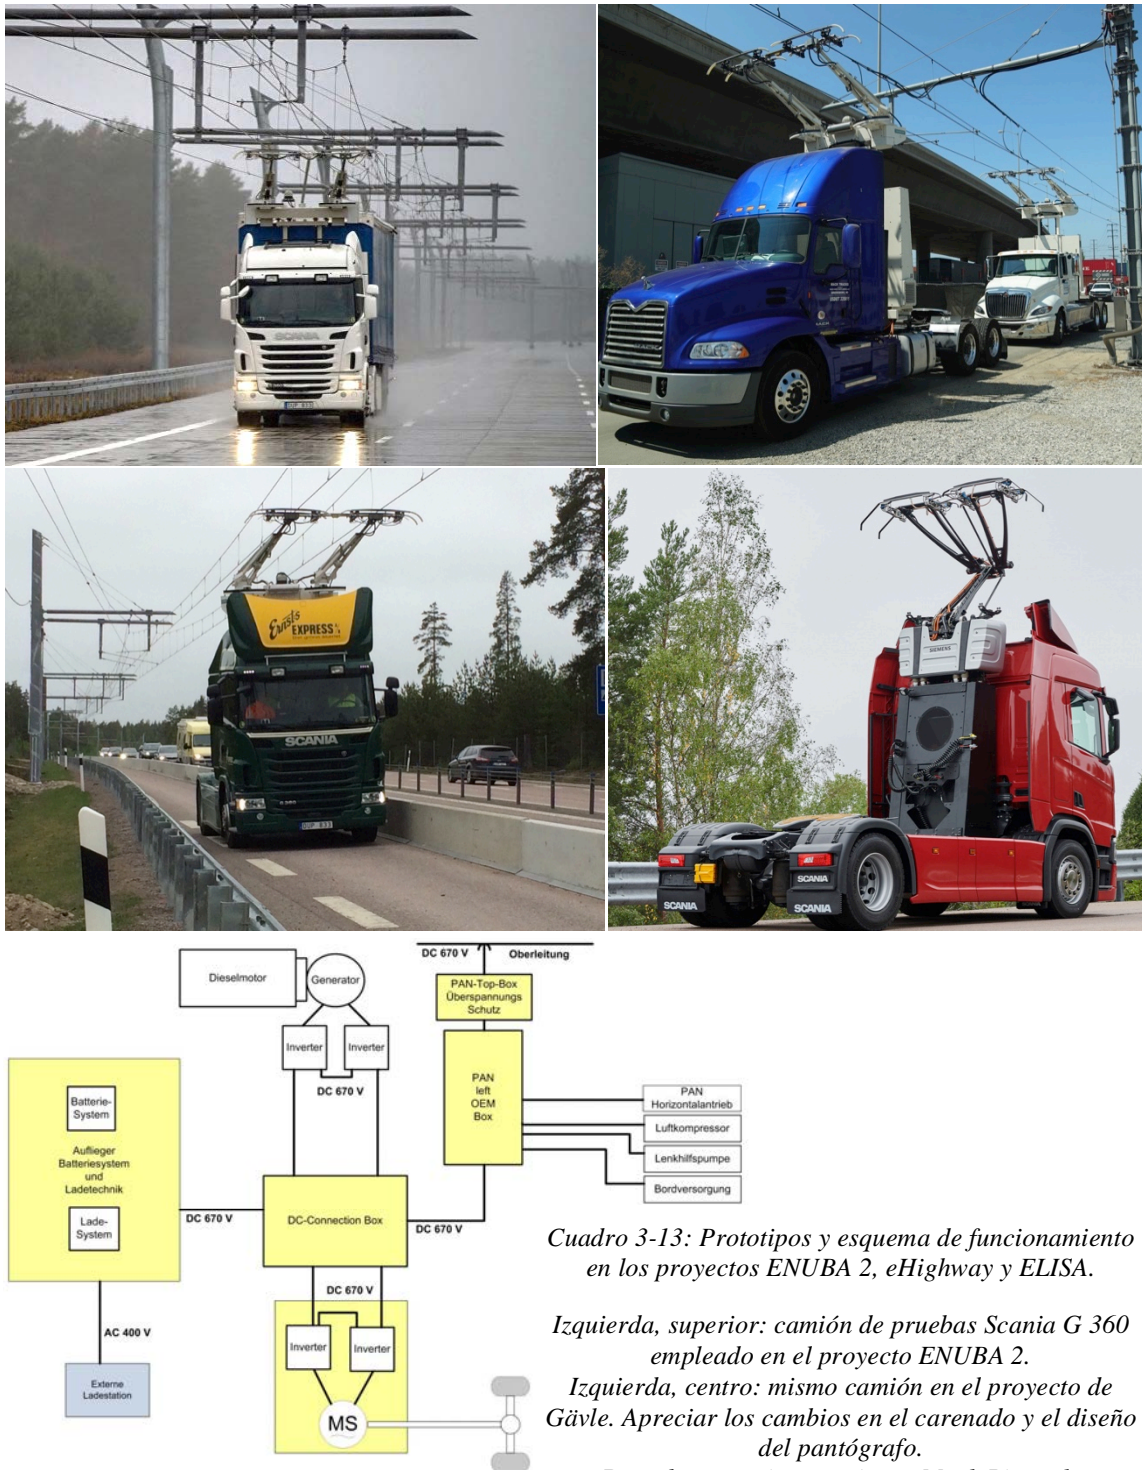 SCANIA
Ernsts
EXPRESS
SCANIA
G 360
DUP 833
SIEMENS
SCANIA
SCANIA
SCANIA
DC 670 V
Oberleitung
Dieselmotor
Generator
PAN-Top-Box
Überspannungs
Schutz
Inverter
Inverter
DC 670 V
PAN
left
OEM
Box
PAN
Horizontalantrieb
Luftkompressor
Lenkhilfspumpe
Bordversorgung
Batterie-
System
Auflieger
Batteriesystem
und
Ladetechnik
Lade-
System
DC 670 V
DC-Connection Box
DC 670 V
DC 670 V
AC 400 V
Inverter
Inverter
Externe
Ladestation
MS
Cuadro 3-13: Prototipos y esquema de funcionamiento
en los proyectos ENUBA 2, eHighway y ELISA.
Izquierda, superior: camión de pruebas Scania G 360
empleado en el proyecto ENUBA 2.
Izquierda, centro: mismo camión en el proyecto de
Gävle. Apreciar los cambios en el carenado y el diseño
del pantógrafo.